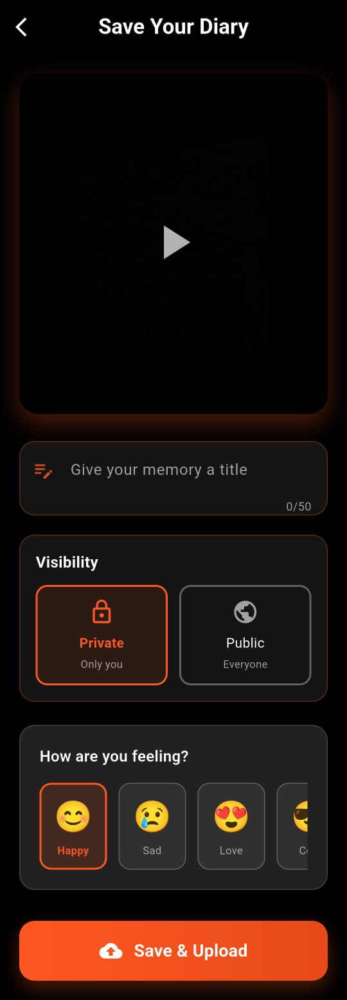 Save Your Diary
Give your memory a title
0/50
Visibility
Private
Public
Only you
Everyone
How are you feeling?
Happy
Sad
Love
Save & Upload